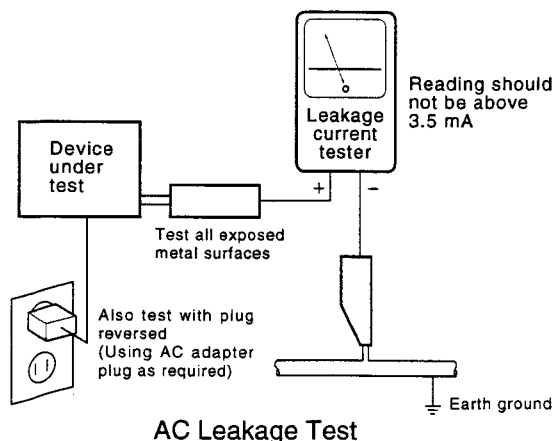 Leakage
current
tester
Reading should
not be above
3.5 mA
Device
under
test
+ −
Test all exposed
metal surfaces
Also test with plug
reversed
(Using AC adapter
plug as required)
Earth ground
AC Leakage Test